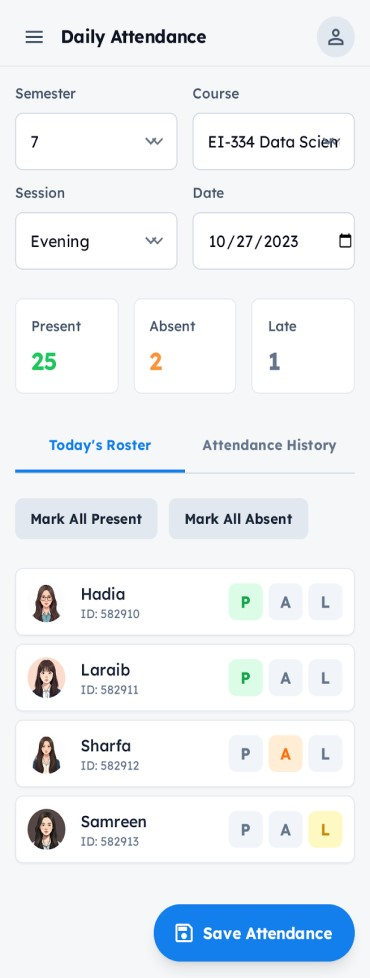 Daily Attendance
Semester Course
7 EI-334 Data Scien
Session Date
Evening 10/27/2023
Present Absent Late
25 2 1
Today's Roster Attendance History
Mark All Present Mark All Absent
Hadia
ID: 582910
P A L
Laraib
ID: 582911
P A L
Sharfa
ID: 582912
P A L
Samreen
ID: 582913
P A L
Save Attendance